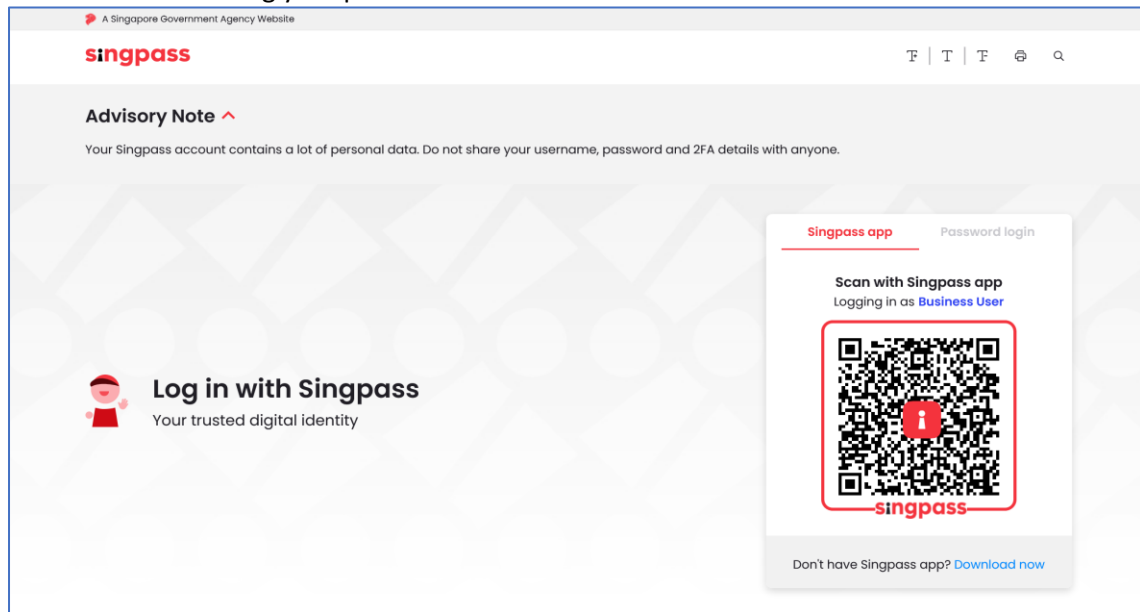 A Singapore Government Agency Website
singpass
T | T | T
Advisory Note
Your Singpass account contains a lot of personal data. Do not share your username, password and 2FA details with anyone.
Singpass app Password login
Scan with Singpass app
Logging in as Business User
Log in with Singpass
Your trusted digital identity
singpass
Don't have Singpass app? Download now